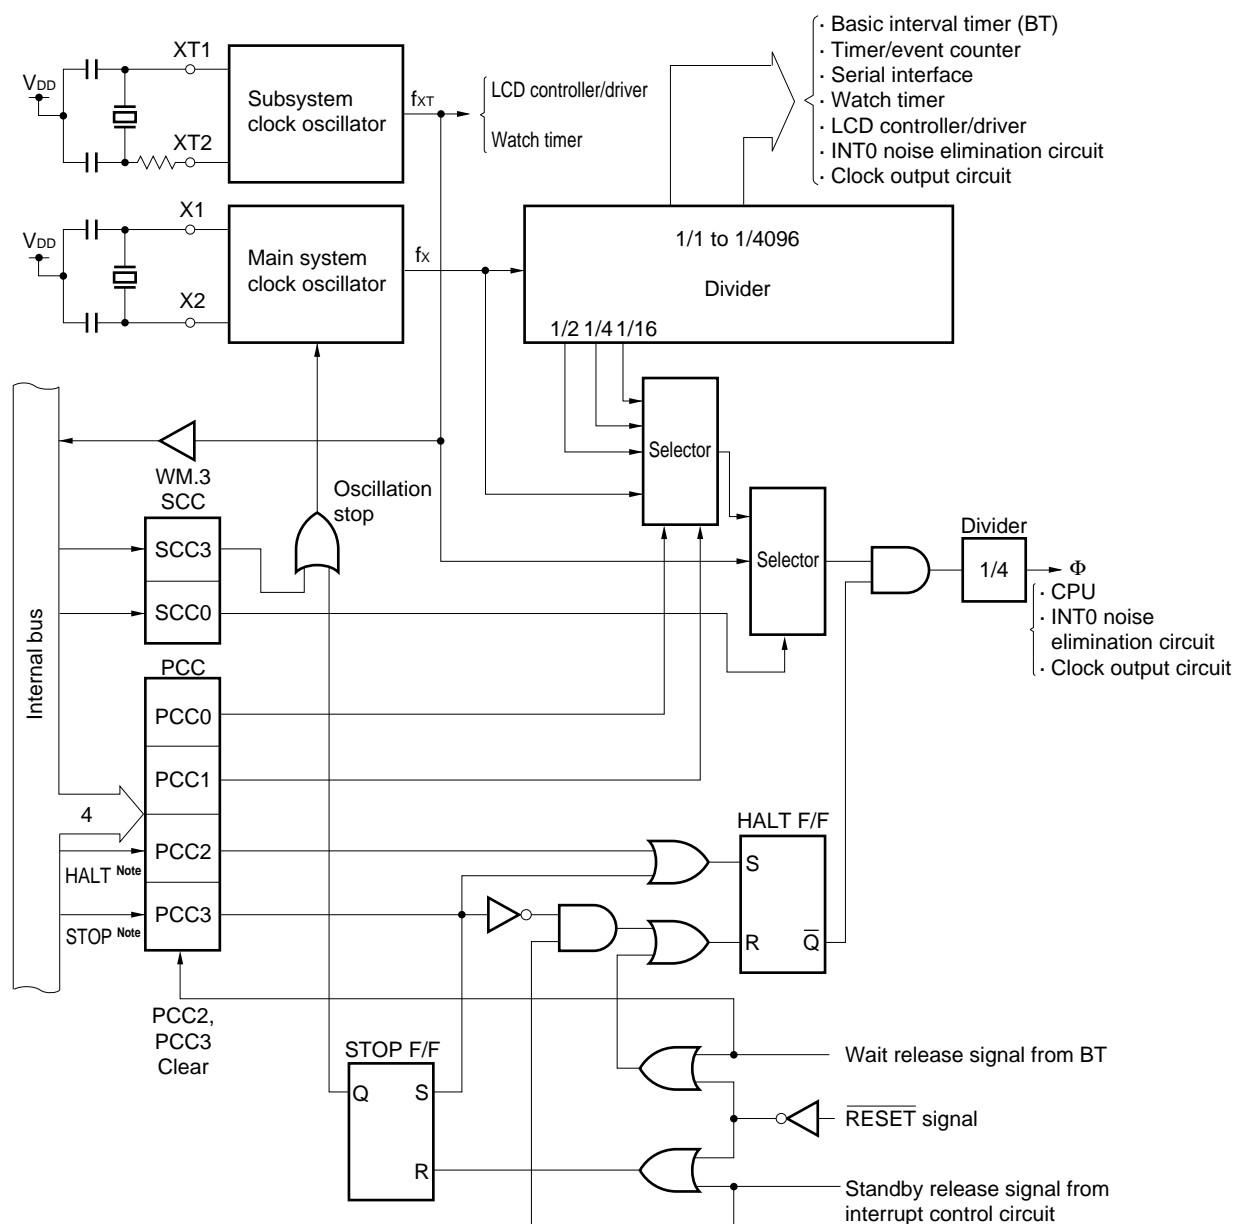 · Basic interval timer (BT)
· Timer/event counter
· Serial interface
· Watch timer
· LCD controller/driver
· INT0 noise elimination circuit
· Clock output circuit
XT1
VDD
XT2
Subsystem
clock oscillator
fXT
LCD controller/driver
Watch timer
X1
VDD
X2
Main system
clock oscillator
fX
1/1 to 1/4096
Divider
1/2 1/4 1/16
Selector
WM.3
SCC
Oscillation
stop
SCC3
SCC0
Selector
Divider
1/4
Φ
· CPU
· INT0 noise
elimination circuit
· Clock output circuit
Internal bus
PCC
PCC0
PCC1
4
PCC2
HALT Note
PCC3
STOP Note
HALT F/F
S
R
Q̅
PCC2,
PCC3
Clear
STOP F/F
Q
S
R
Wait release signal from BT
R̅E̅S̅E̅T̅ signal
Standby release signal from
interrupt control circuit